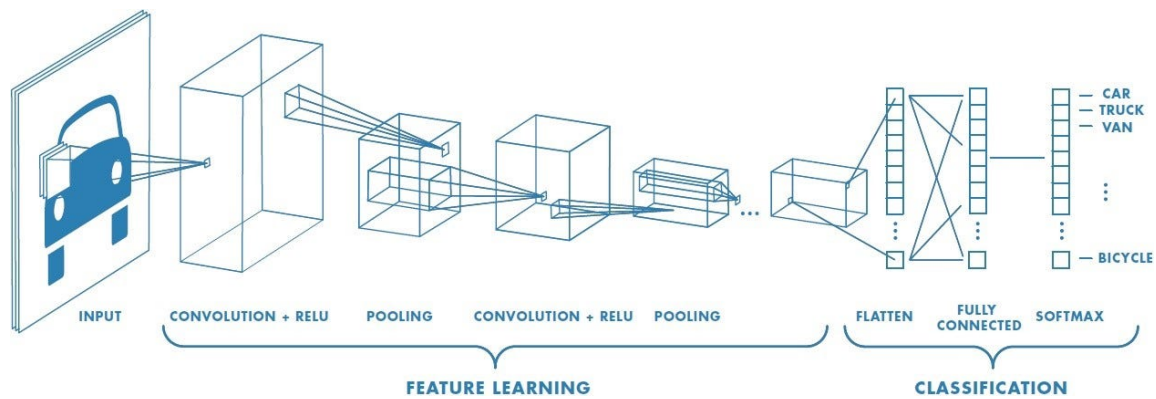 CAR
TRUCK
VAN
BICYCLE
INPUT
CONVOLUTION + RELU
POOLING
CONVOLUTION + RELU
POOLING
FLATTEN
FULLY
CONNECTED
SOFTMAX
FEATURE LEARNING
CLASSIFICATION